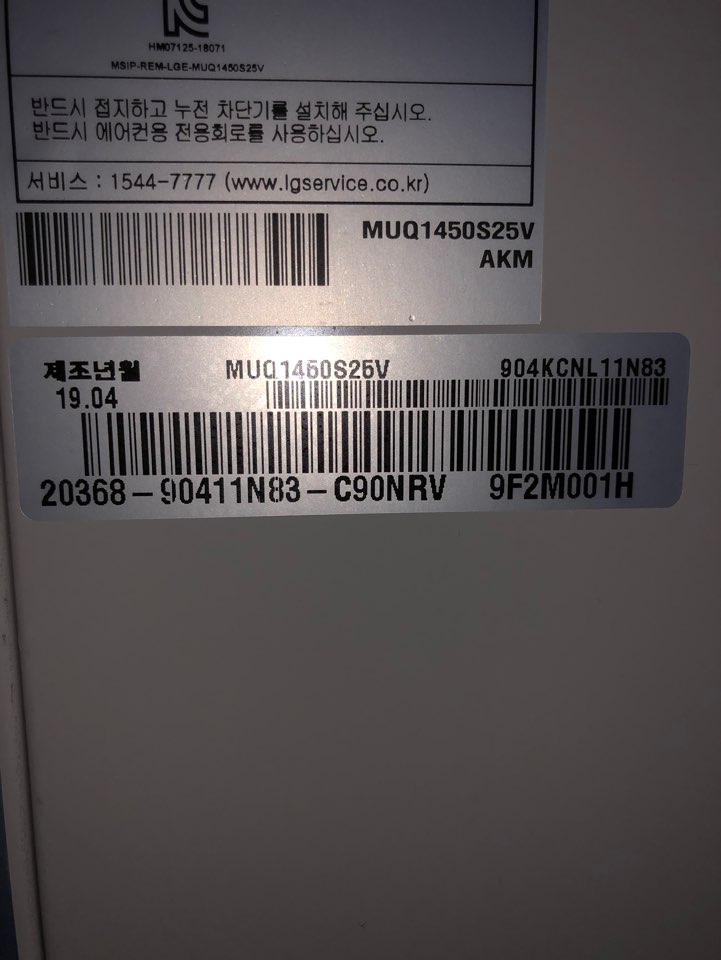 HM07125-18071
MSIP-REM-LGE-MUQ1450S25V
반드시 접지하고 누전 차단기를 설치해 주십시오.
반드시 에어컨용 전용회로를 사용하십시오.
서비스 : 1544-7777 (www.lgservice.co.kr)
MUQ1450S25V
AKM
제조년월 MUQ1450S25V 904KCNL11N83
19.04
20368-90411N83-C90NRV 9F2M001H